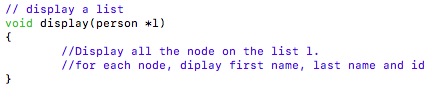 // display a list
void display(person *l)
{
//Display all the node on the list l.
//for each node, diplay first name, last name and id
}